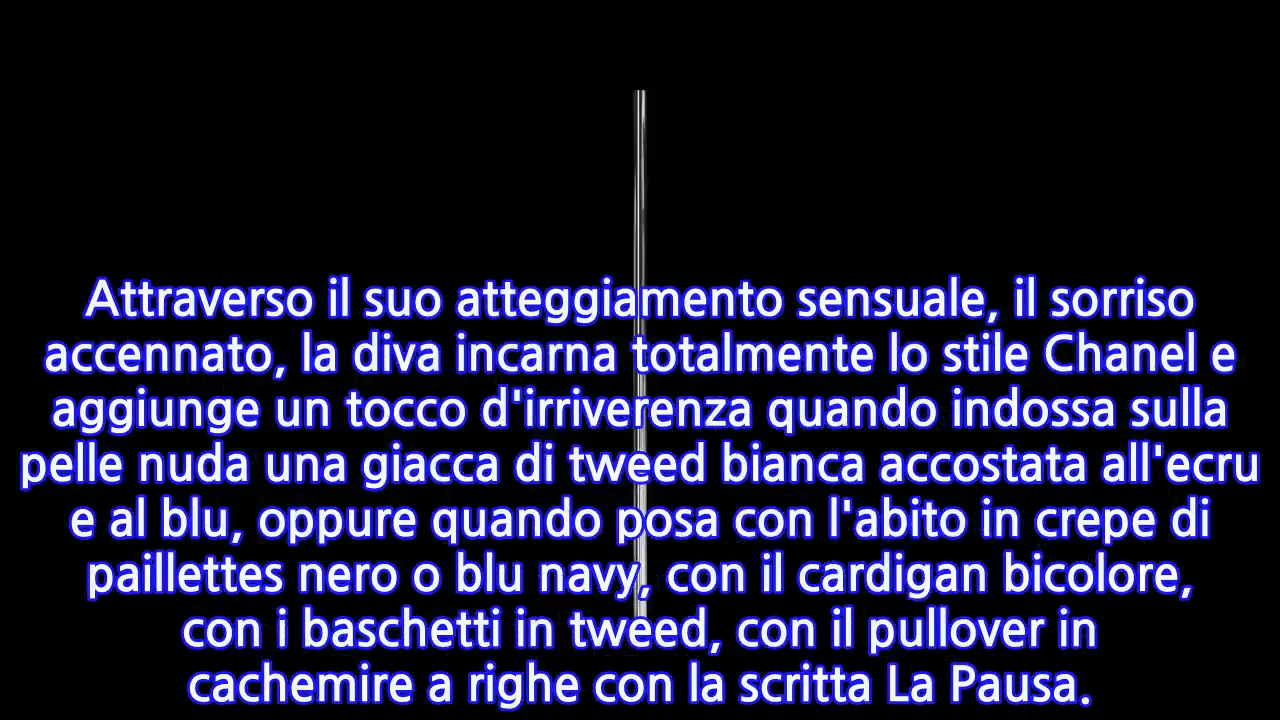 Attraverso il suo atteggiamento sensuale, il sorriso
accennato, la diva incarna totalmente lo stile Chanel e
aggiunge un tocco d'irriverenza quando indossa sulla
pelle nuda una giacca di tweed bianca accostata all'ecru
e al blu, oppure quando posa con l'abito in crepe di
paillettes nero o blu navy, con il cardigan bicolore,
con i baschetti in tweed, con il pullover in
cachemire a righe con la scritta La Pausa.